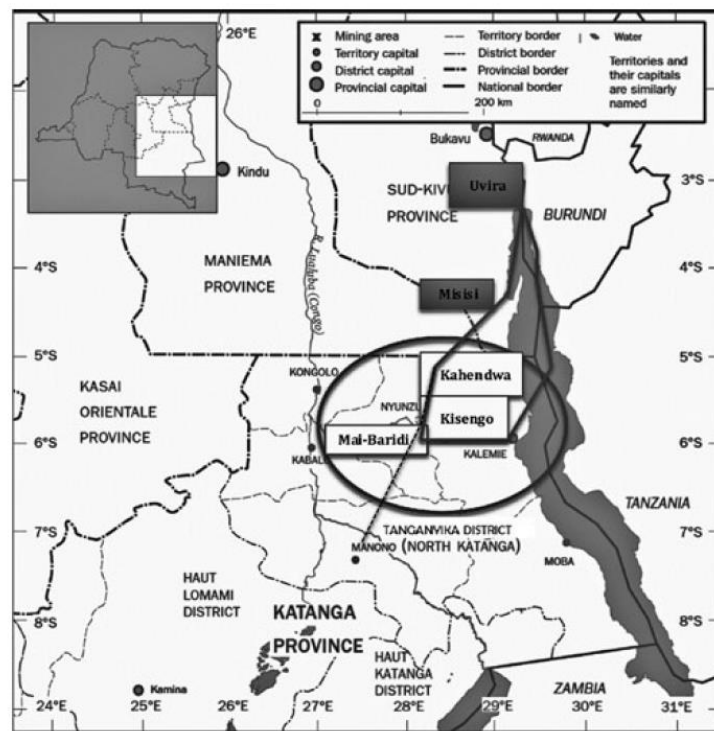 26°E
Mining area
Territory capital
District capital
Provincial capital
Territory border
District border
Provincial border
National border
Water
Territories and
their capitals
are similarly
named
0
200 km
Bukavu
RWANDA
Kindu
SUD-KIVU
PROVINCE
Uvira
3°S
BURUNDI
MANIEMA
PROVINCE
R. Lualaba (Congo)
4°S
4°S
Misisi
5°S
5°S
KONGOLO
Kahendwa
KASAI
ORIENTALE
PROVINCE
NYUNZU
Kisengo
Mai-Baridi
6°S
6°S
KABALO
KALEMIE
TANZANIA
7°S
7°S
TANGANYIKA DISTRICT
(NORTH KATANGA)
MANONO
MOBA
HAUT
LOMAMI
DISTRICT
KATANGA
PROVINCE
8°S
8°S
HAUT
KATANGA
DISTRICT
ZAMBIA
Kamina
24°E
25°E
26°E
27°E
28°E
29°E
30°E
31°E